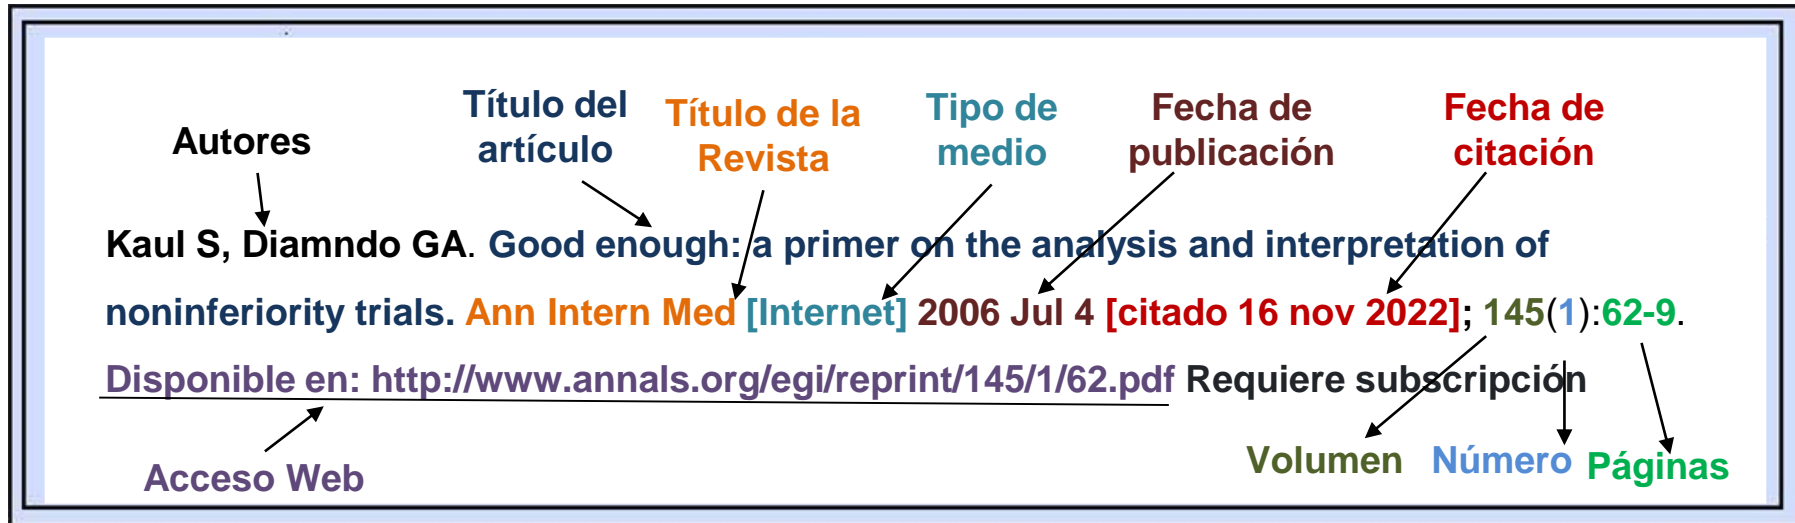 Autores
Título del
artículo
Título de la
Revista
Tipo de
medio
Fecha de
publicación
Fecha de
citación
Kaul S, Diamndo GA. Good enough: a primer on the analysis and interpretation of
noninferiority trials. Ann Intern Med [Internet] 2006 Jul 4 [citado 16 nov 2022]; 145(1):62-9.
Disponible en: http://www.annals.org/egi/reprint/145/1/62.pdf Requiere subscripción
Acceso Web
Volumen
Número
Páginas